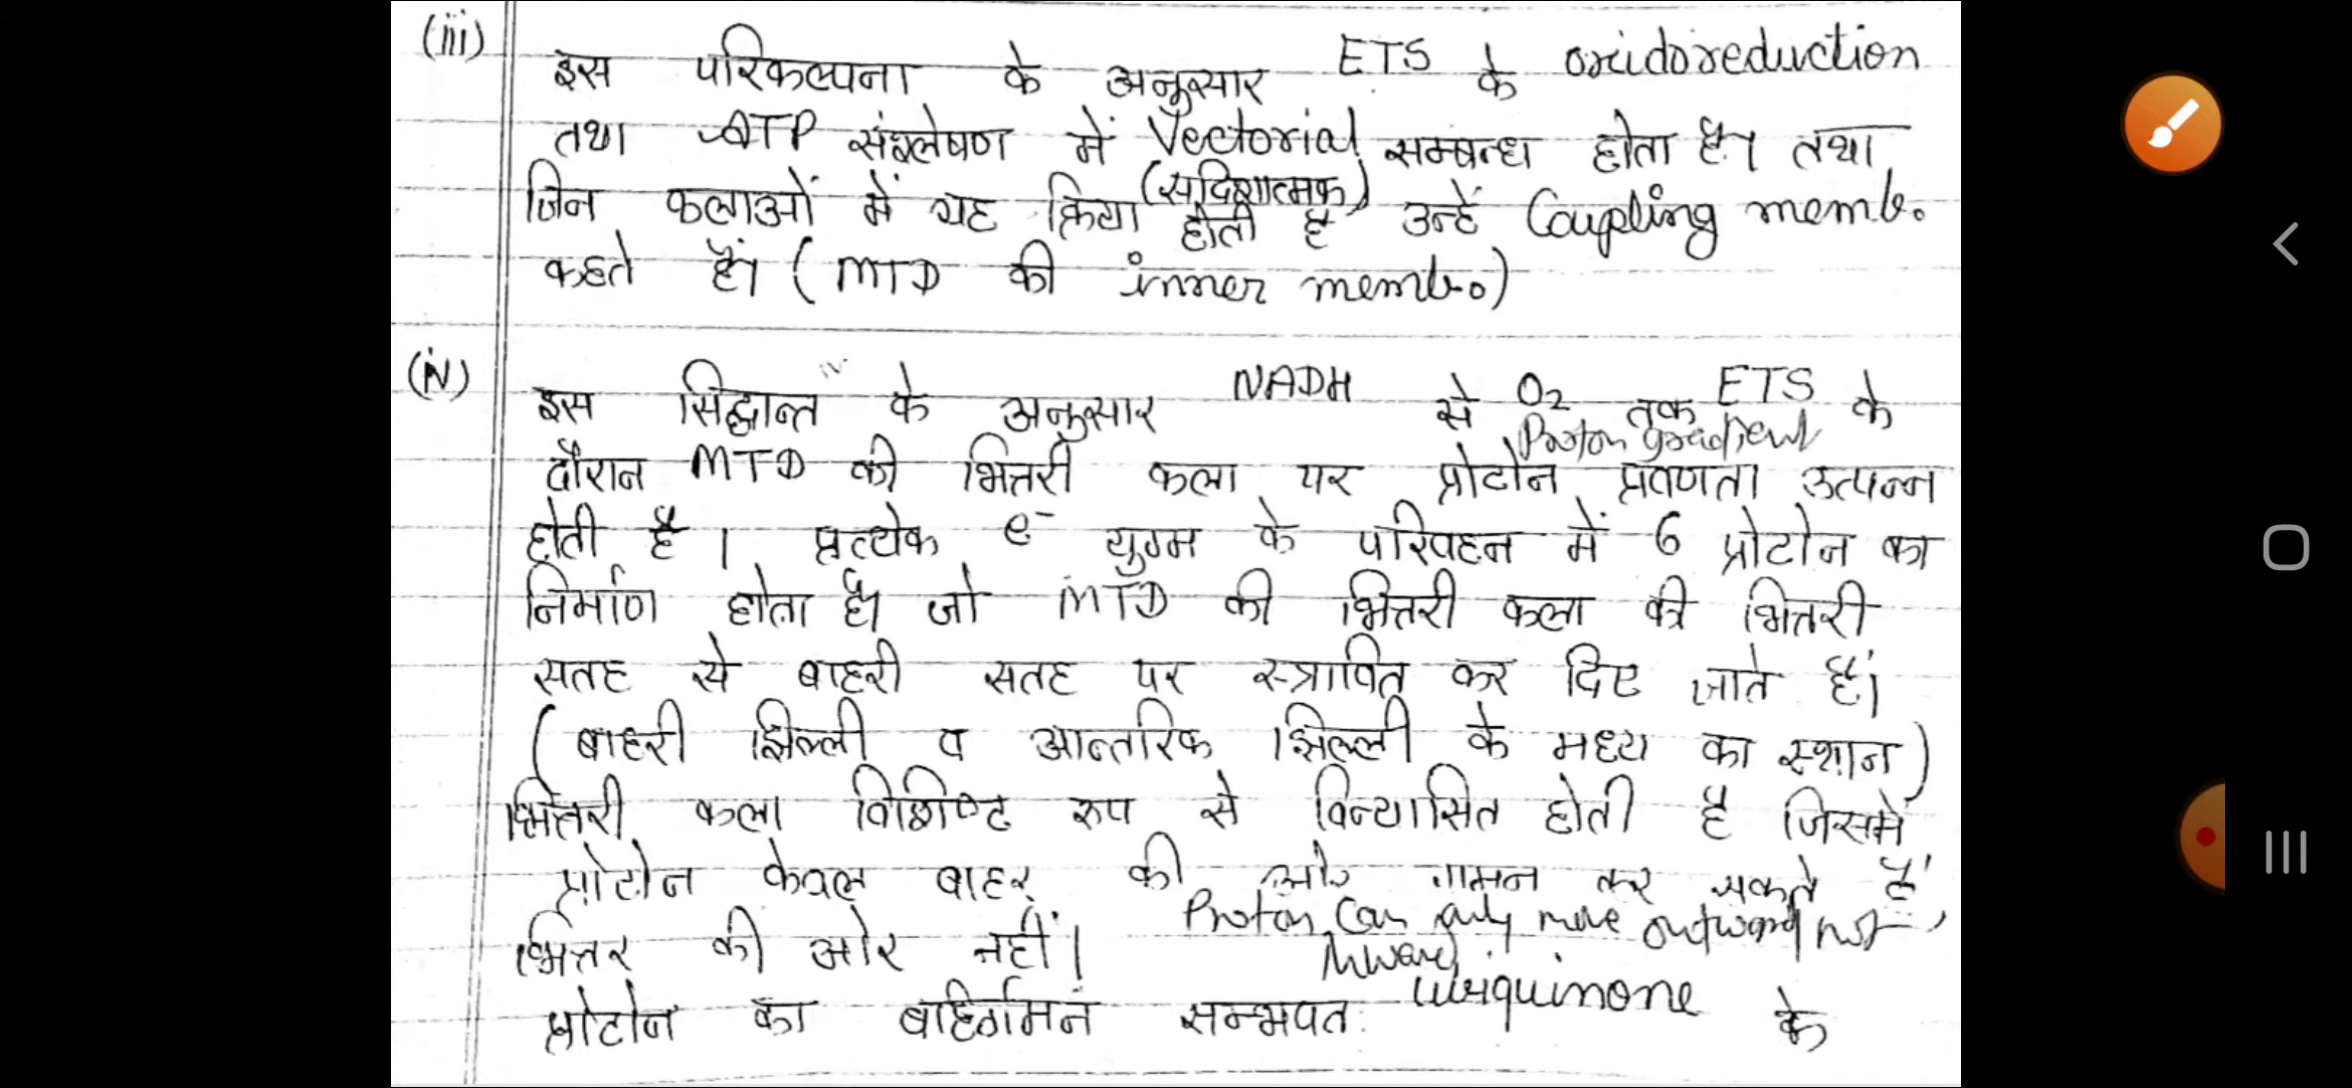 (iii) इस परिकल्पना के अनुसार ETS के oxidoreduction
तथा ATP संश्लेषण में Vectorial सम्बन्ध होता है। तथा
(सदिशात्मक)
जिन कलाओं में यह क्रिया होती है उन्हें Coupling memb.
कहते हैं। (MTD की inner memb.)
(iv) इस सिद्धान्त के अनुसार NADH से O2 तक ETS के
Proton gradient
दौरान MTD की भित्तरी कला पर प्रोटोन प्रवणता उत्पन्न
होती है। प्रत्येक e- युग्म के परिवहन में 6 प्रोटोन का
निर्माण होता है। जो MTD की भित्तरी कला की भित्तरी
सतह से बाहरी सतह पर स्त्रावित कर दिए जाते हैं।
(बाहरी झिल्ली व आन्तरिक झिल्ली के मध्य का स्थान)
भित्तरी कला विशिष्ट रुप से विन्यासित होती है जिसमें
प्रोटोन केवल बाहर की ओर गमन कर सकते हैं
Proton Can only move outward not
भित्तर की ओर नहीं।
inward
प्रोटोन का बहिर्गमन सम्भवत: ubiquinone के